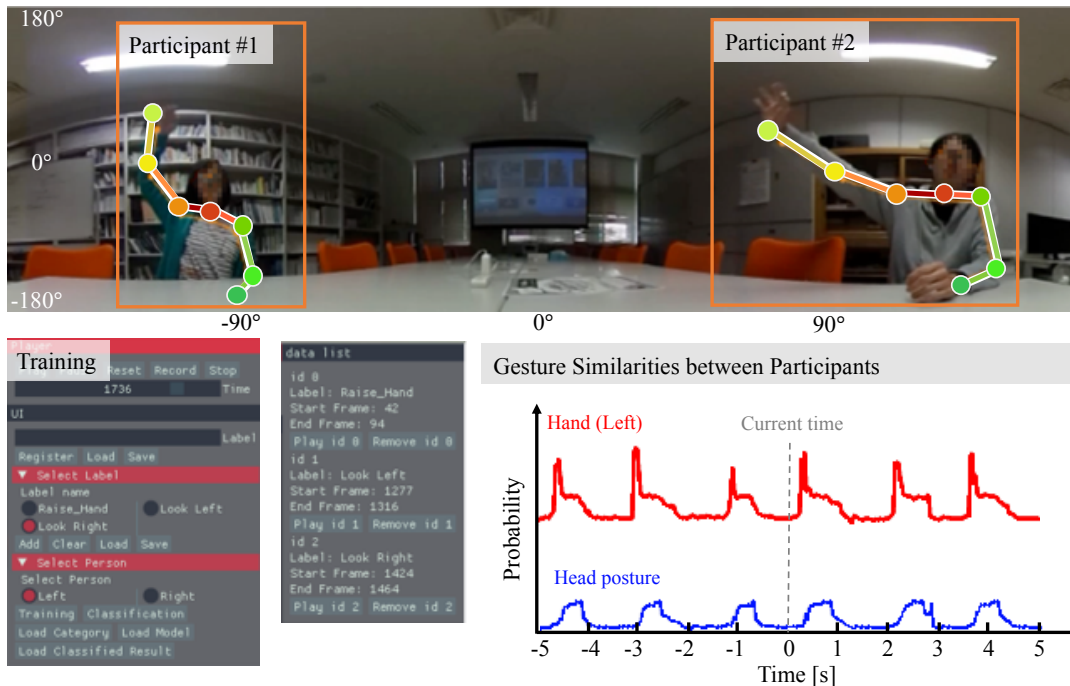 180°
Participant #1
Participant #2
0°
-180°
-90°
0°
90°
Player
Training
Reset Record Stop
1736 Time
UI
Label
Register Load Save
▼ Select Label
Label name
Raise_Hand Look Left
Look Right
Add Clear Load Save
▼ Select Person
Select Person
Left Right
Training Classification
Load Category Load Model
Load Classified Result
data list
id 0
Label: Raise_Hand
Start Frame: 42
End Frame: 94
Play id 0 Remove id 0
id 1
Label: Look Left
Start Frame: 1277
End Frame: 1316
Play id 1 Remove id 1
id 2
Label: Look Right
Start Frame: 1424
End Frame: 1464
Play id 2 Remove id 2
Gesture Similarities between Participants
Hand (Left)
Current time
Probability
Head posture
-5 -4 -3 -2 -1 0 1 2 3 4 5
Time [s]